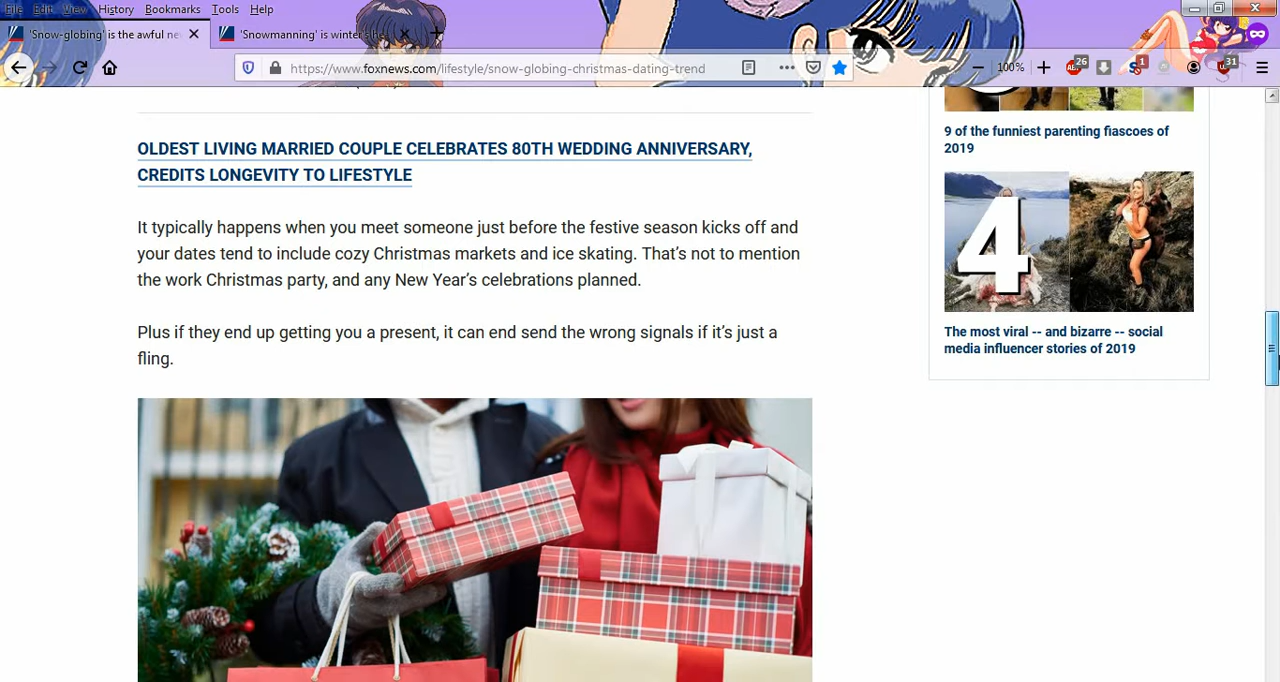 File Edit View History Bookmarks Tools Help
'Snow-globing' is the awful ne
'Snowmanning' is winter's
https://www.foxnews.com/lifestyle/snow-globing-christmas-dating-trend
100%
26
1
31
OLDEST LIVING MARRIED COUPLE CELEBRATES 80TH WEDDING ANNIVERSARY,
CREDITS LONGEVITY TO LIFESTYLE
It typically happens when you meet someone just before the festive season kicks off and
your dates tend to include cozy Christmas markets and ice skating. That's not to mention
the work Christmas party, and any New Year's celebrations planned.
Plus if they end up getting you a present, it can end send the wrong signals if it's just a
fling.
9 of the funniest parenting fiascoes of
2019
4
The most viral -- and bizarre -- social
media influencer stories of 2019